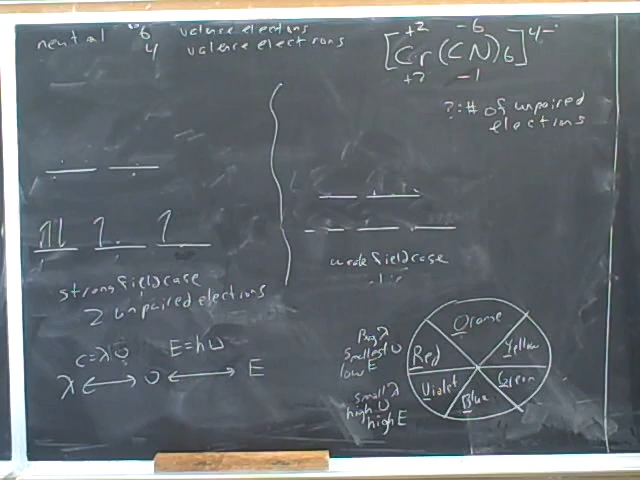 neutral 6 valence electrons
4 valence electrons
+2 -6
[Cr(CN)6]4-
+2 -1
?:# of unpaired
electrons
strong field case
2 unpaired electrons
weak field case
c=λυ E=hυ
λ ↔ υ ↔ E
Big λ
Smallest υ
low E
small λ
high υ
high E
Orange
Red
Yellow
Violet
Green
Blue